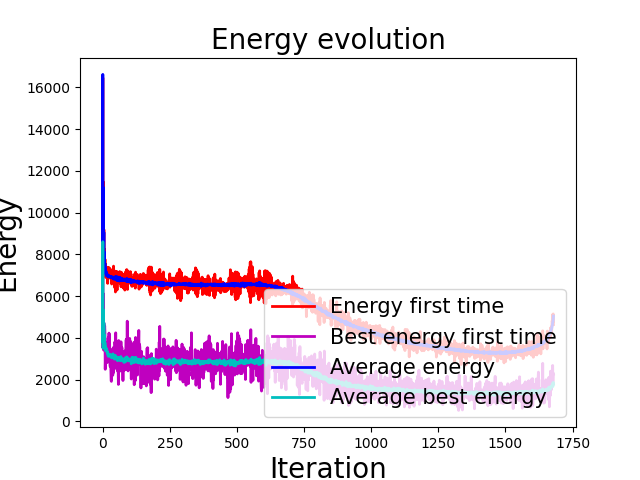 Energy evolution
16000
14000
12000
10000
8000
6000
4000
2000
0
Energy
Energy first time
Best energy first time
Average energy
Average best energy
0 250 500 750 1000 1250 1500 1750
Iteration